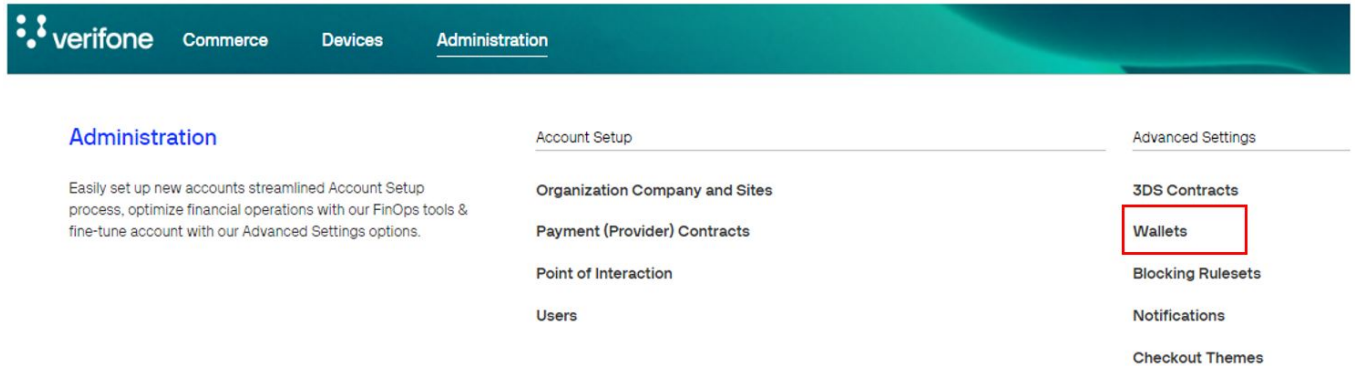 verifone Commerce Devices Administration
Administration
Easily set up new accounts streamlined Account Setup
process, optimize financial operations with our FinOps tools &
fine-tune account with our Advanced Settings options.
Account Setup
Organization Company and Sites
Payment (Provider) Contracts
Point of Interaction
Users
Advanced Settings
3DS Contracts
Wallets
Blocking Rulesets
Notifications
Checkout Themes